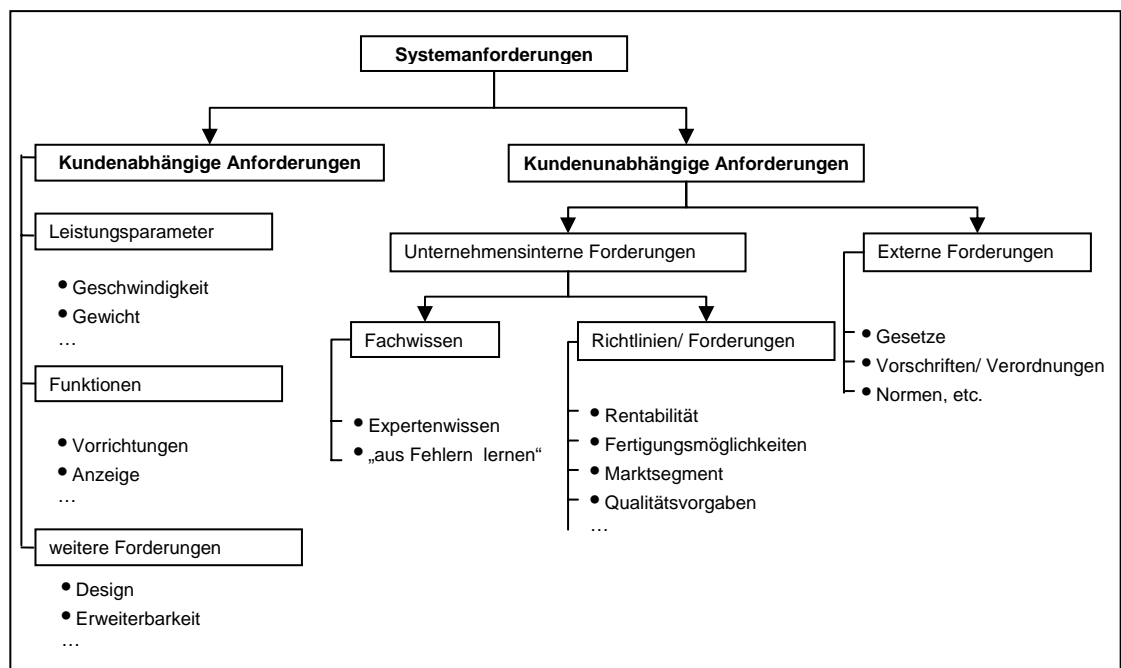 Systemanforderungen
Kundenabhängige Anforderungen
Leistungsparameter
• Geschwindigkeit
• Gewicht
…
Funktionen
• Vorrichtungen
• Anzeige
…
weitere Forderungen
• Design
• Erweiterbarkeit
…
Kundenunabhängige Anforderungen
Unternehmensinterne Forderungen
Fachwissen
• Expertenwissen
• „aus Fehlern lernen“
Richtlinien/ Forderungen
• Rentabilität
• Fertigungsmöglichkeiten
• Marktsegment
• Qualitätsvorgaben
…
Externe Forderungen
• Gesetze
• Vorschriften/ Verordnungen
• Normen, etc.